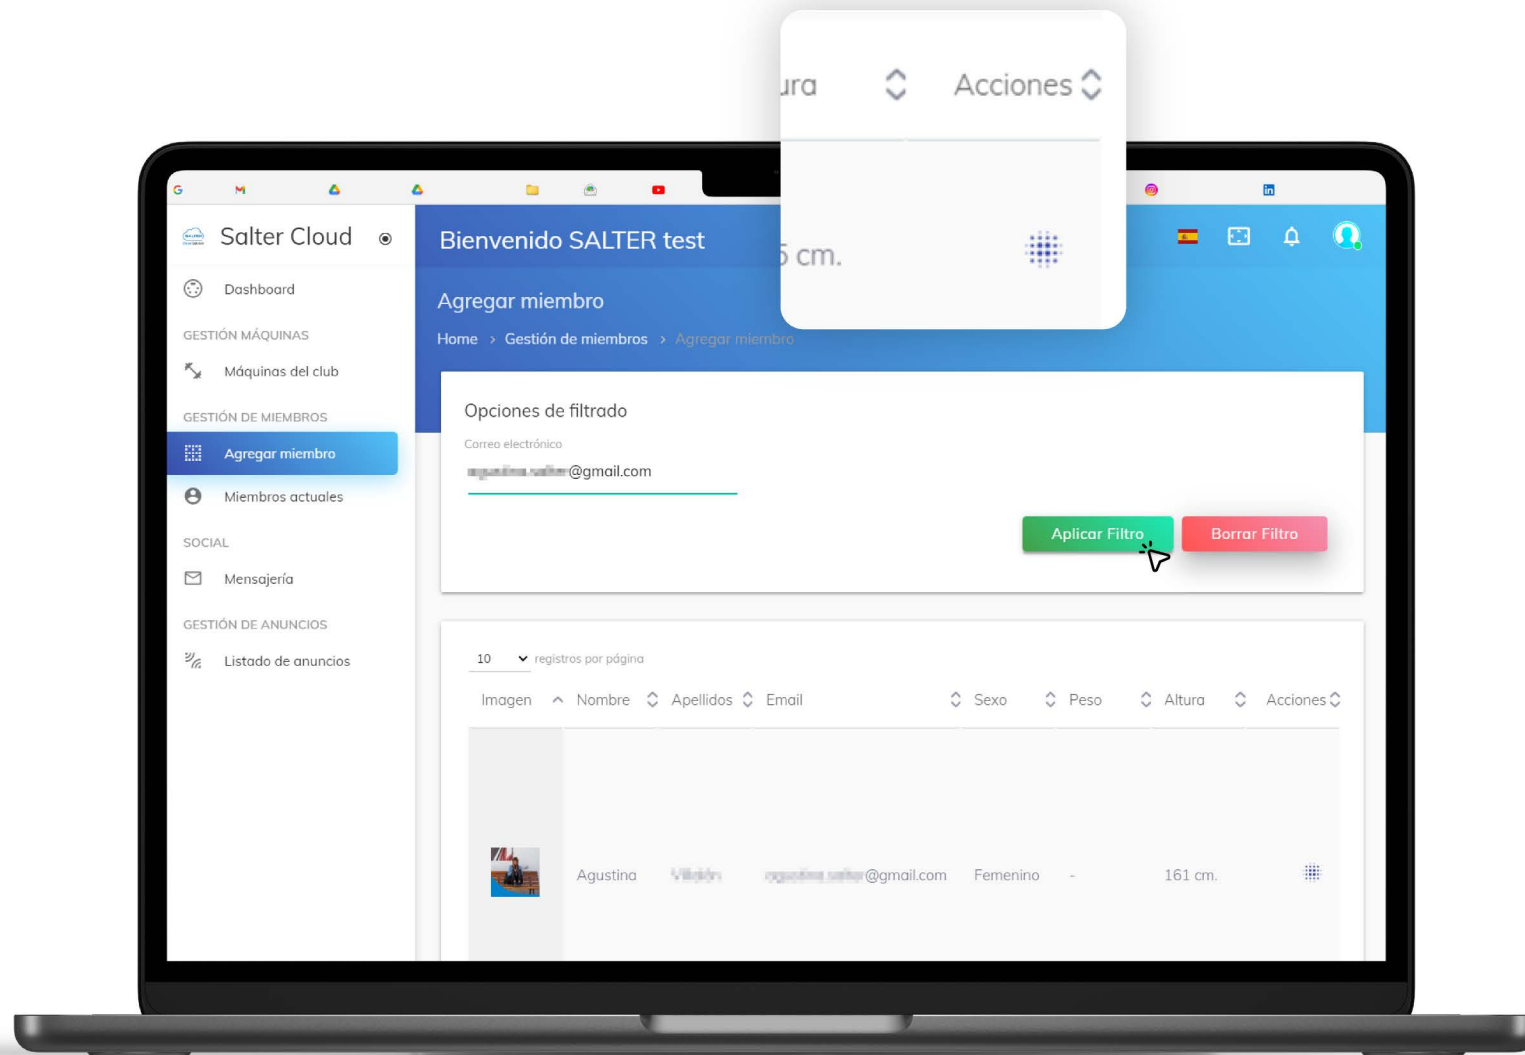 ura Acciones
5 cm.
Salter Cloud
Bienvenido SALTER test
Dashboard
Agregar miembro
GESTIÓN MÁQUINAS
Home > Gestión de miembros > Agregar miembro
Máquinas del club
GESTIÓN DE MIEMBROS
Agregar miembro
Miembros actuales
SOCIAL
Mensajería
GESTIÓN DE ANUNCIOS
Listado de anuncios
Opciones de filtrado
Correo electrónico
@gmail.com
Aplicar Filtro Borrar Filtro
10 registros por página
Imagen Nombre Apellidos Email Sexo Peso Altura Acciones
Agustina @gmail.com Femenino - 161 cm.